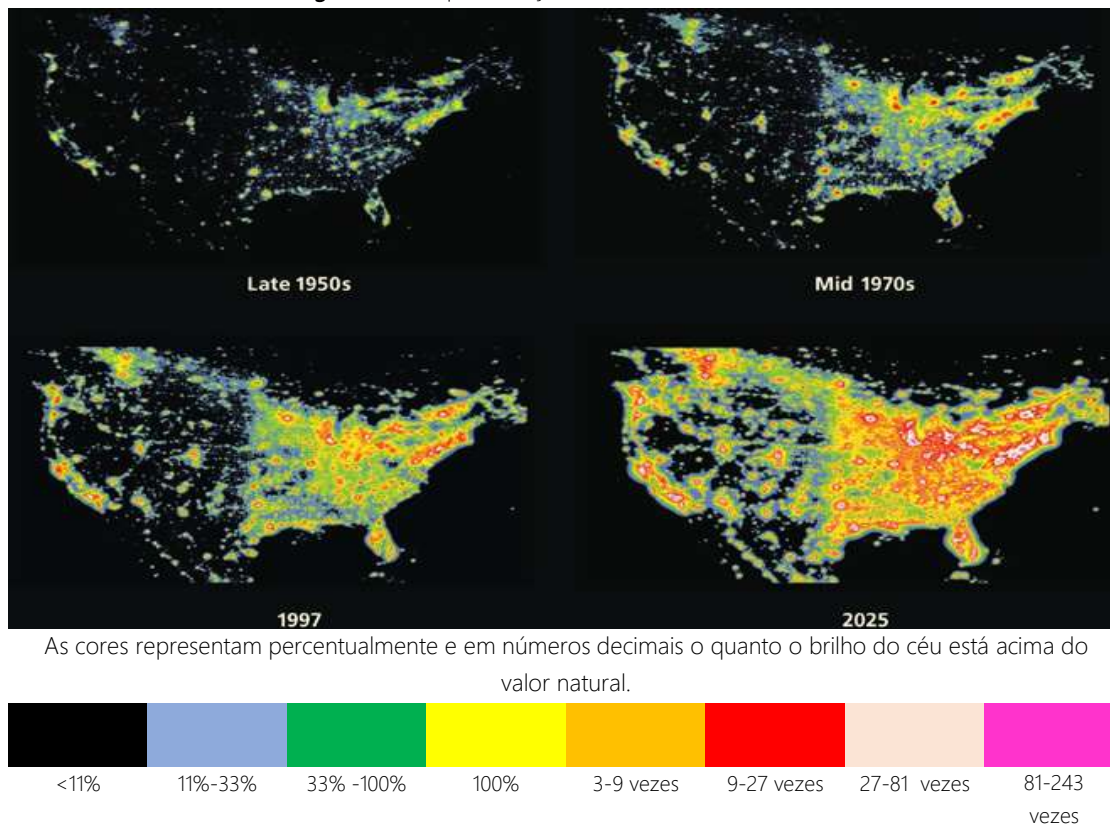 Late 1950s
Mid 1970s
1997
2025
As cores representam percentualmente e em números decimais o quanto o brilho do céu está acima do
valor natural.
<11%
11%-33%
33% -100%
100%
3-9 vezes
9-27 vezes
27-81 vezes
81-243
vezes